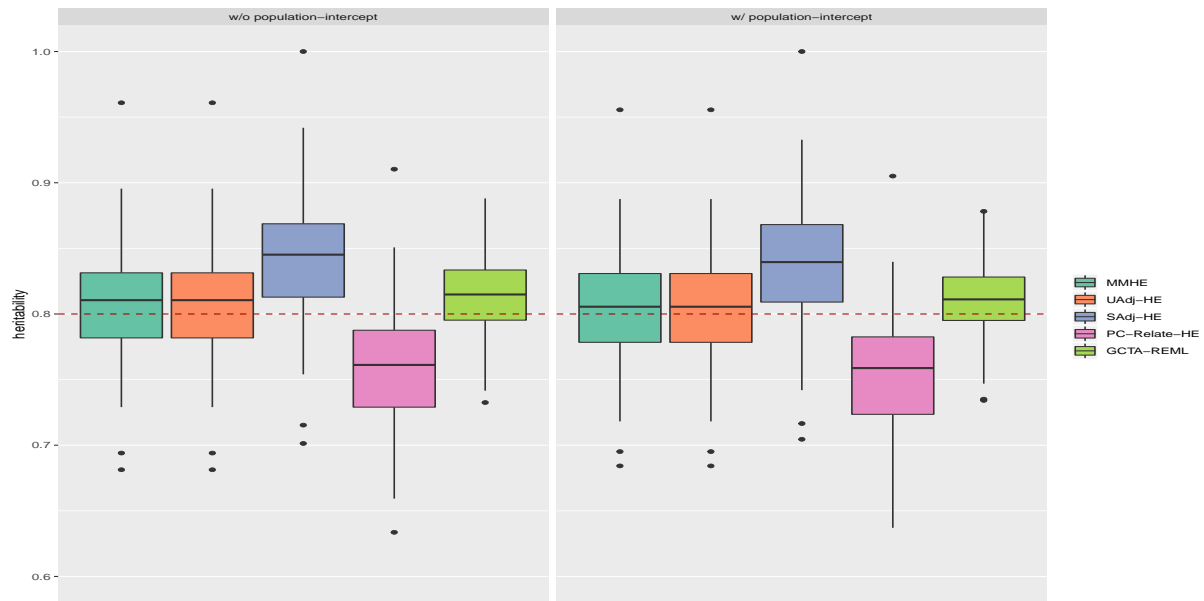 w/o population−intercept
w/ population−intercept
heritability
1.0
0.9
0.8
0.7
0.6
MMHE
UAdj−HE
SAdj−HE
PC−Relate−HE
GCTA−REML